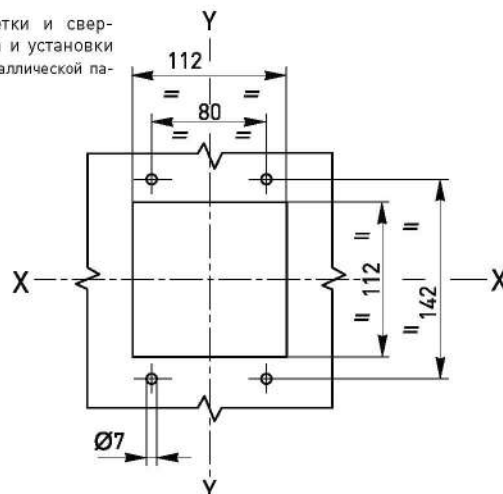 тки и свер-
и установки
аллической па-
Y
112
=
=
80
=
=
X
X
=
=
112
142
=
=
Ø7
Y